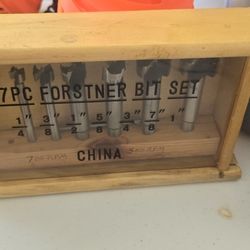 7PC FORSTNER BIT SET
1/4" 3/8" 1/2" 5/8" 3/4" 7/8" 1"
CHINA